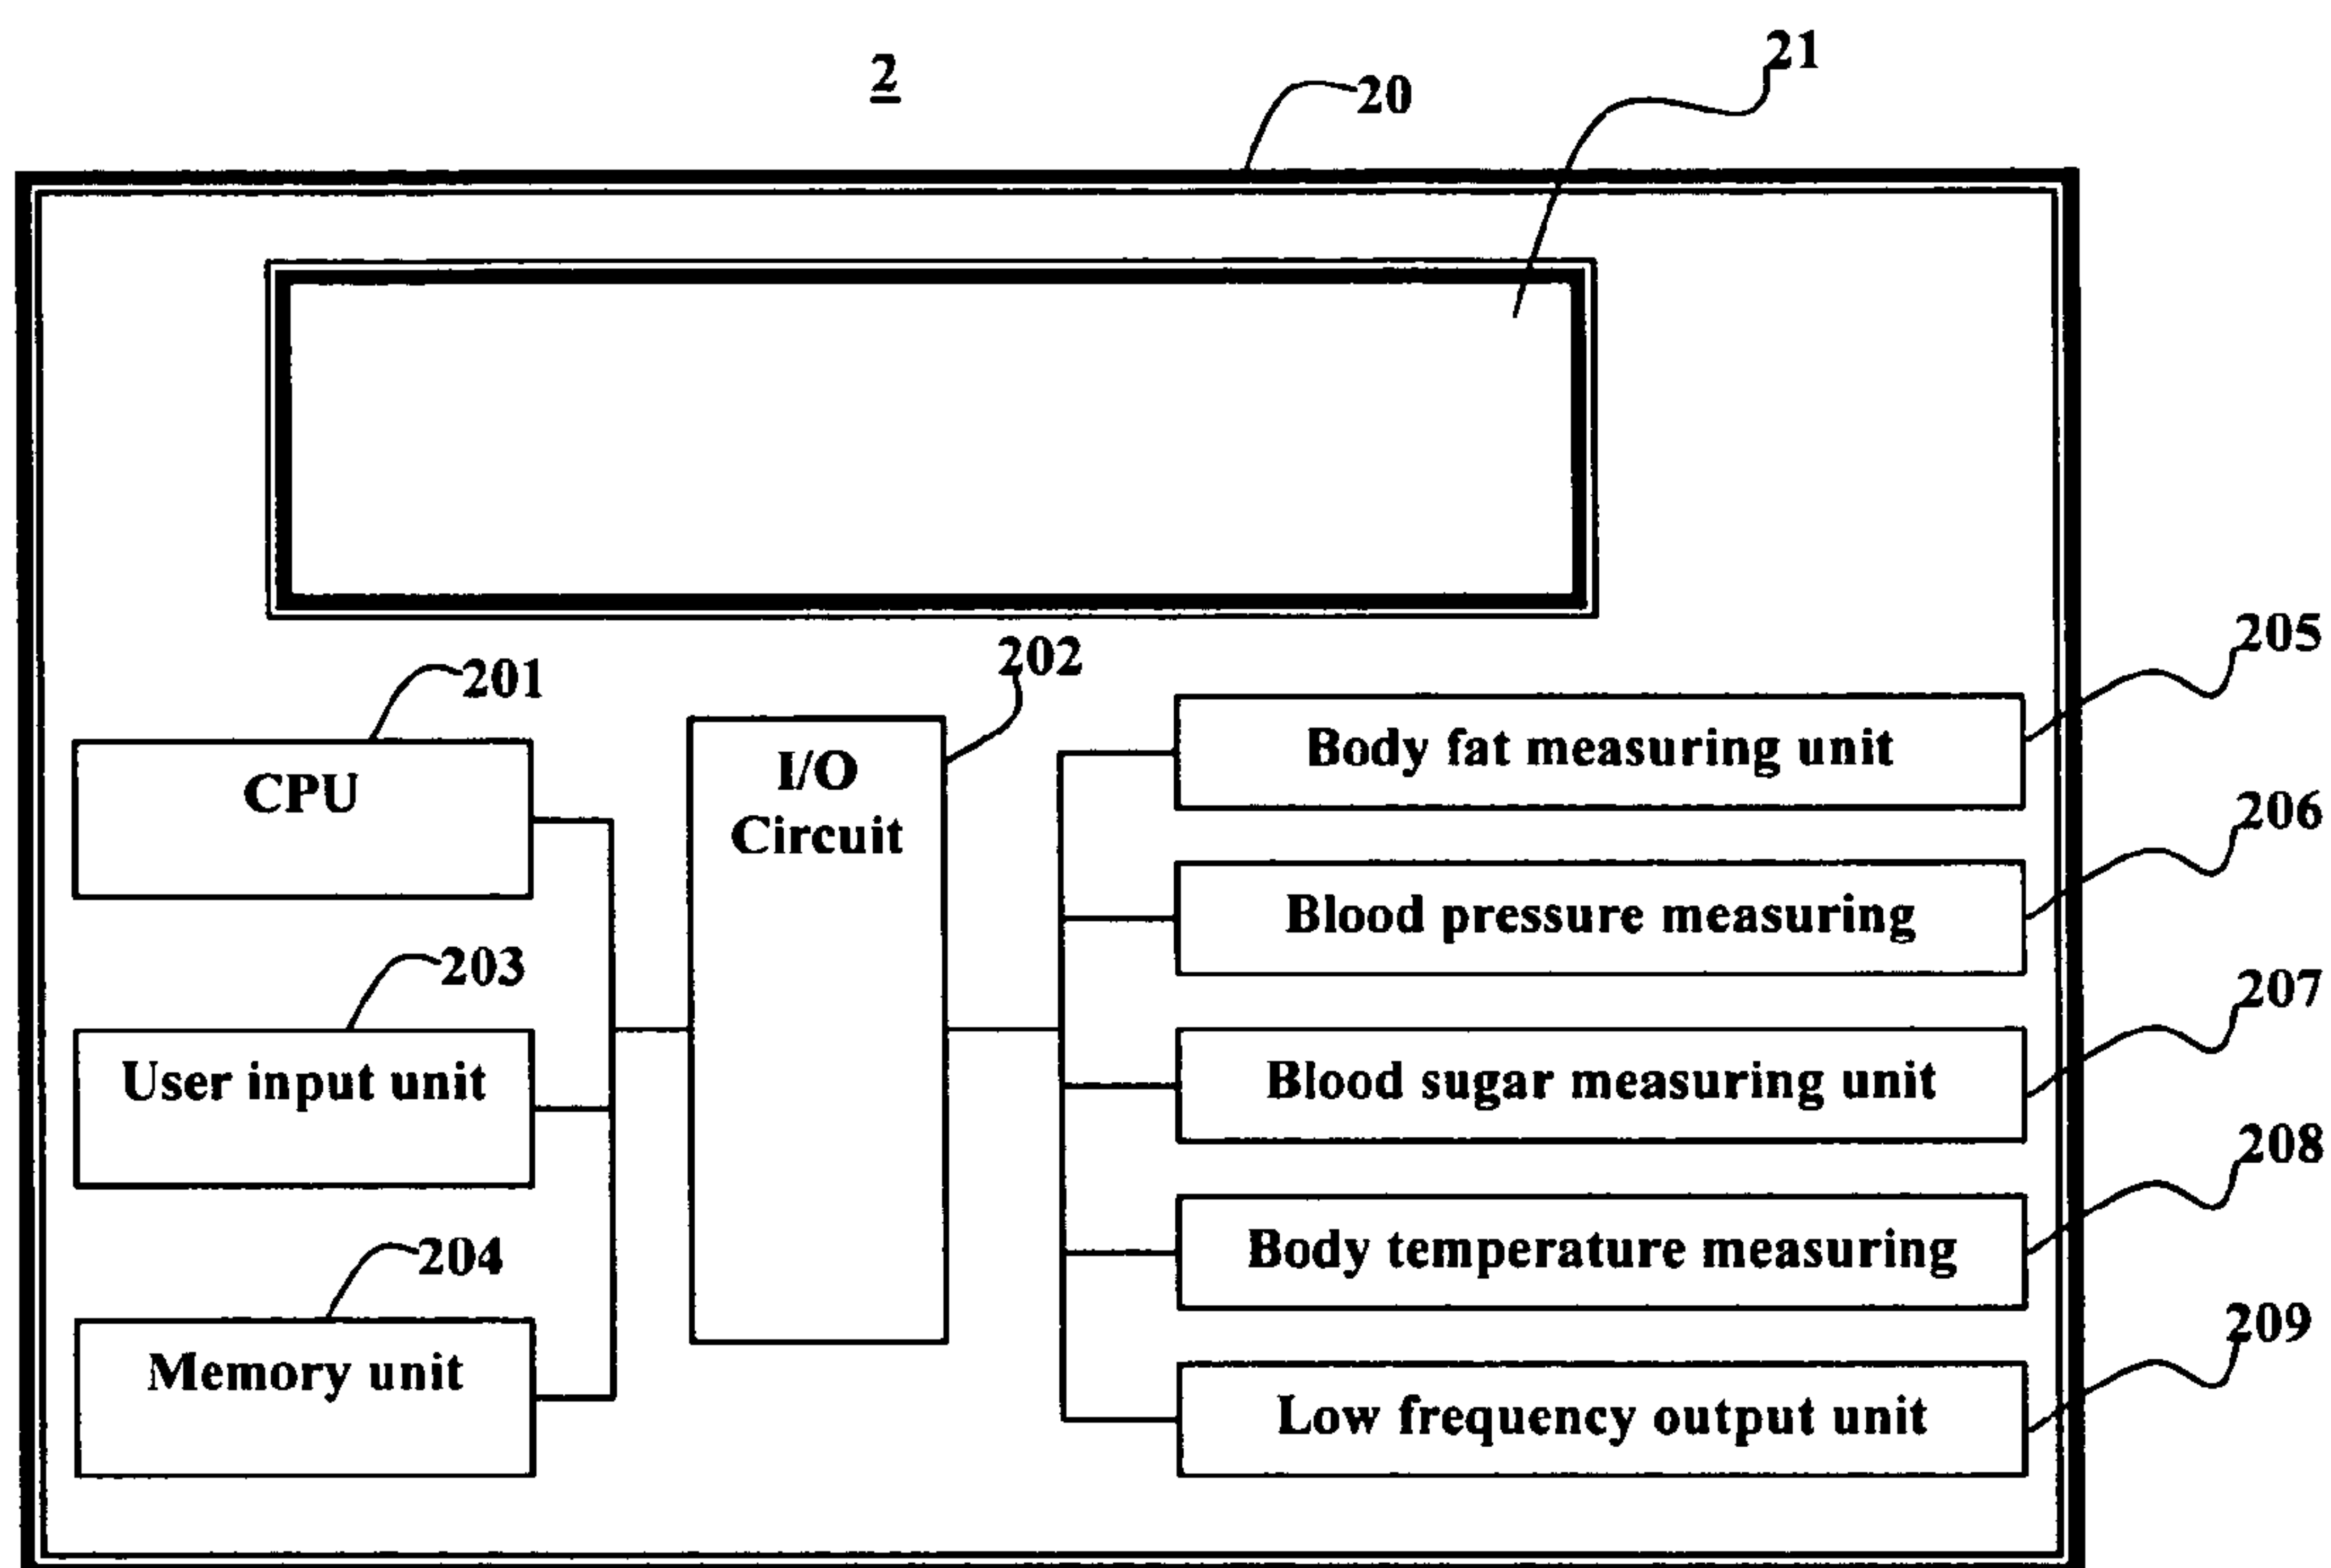 2
20
21
201
CPU
202
I/O
Circuit
203
User input unit
204
Memory unit
205
Body fat measuring unit
206
Blood pressure measuring
207
Blood sugar measuring unit
208
Body temperature measuring
209
Low frequency output unit